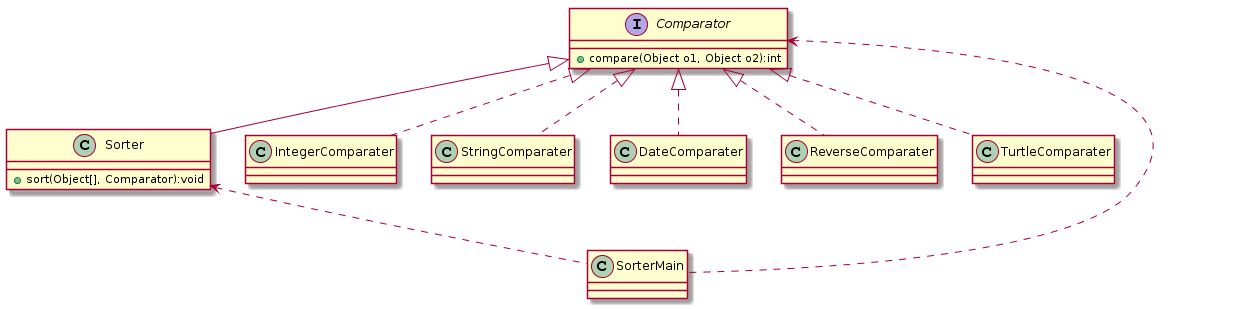 I Comparator
compare(Object o1, Object o2):int
C Sorter
sort(Object[], Comparator):void
C IntegerComparater
C StringComparater
C DateComparater
C ReverseComparater
C TurtleComparater
C SorterMain